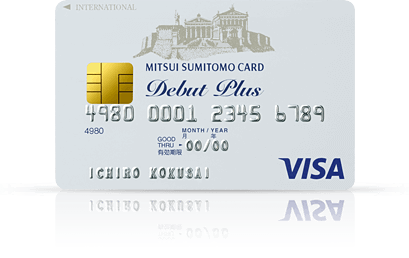 INTERNATIONAL
MITSUI SUMITOMO CARD
Debut Plus
4980 0001 2345 6789
4980
MONTH / YEAR
GOOD 月 年
THRU
有効期限 00/00
ICHIRO KOKUSAI
VISA